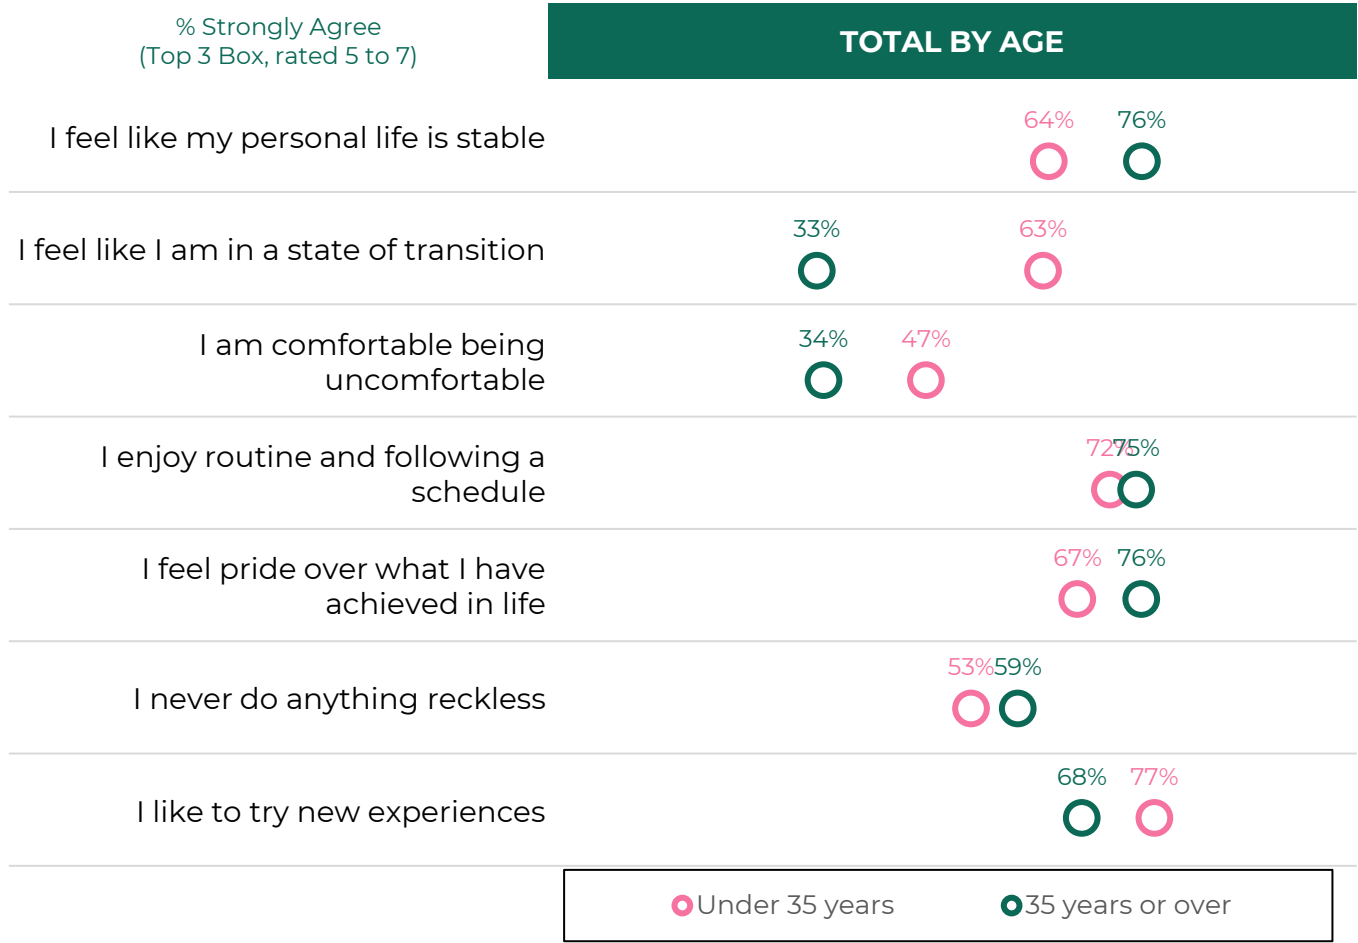 % Strongly Agree
(Top 3 Box, rated 5 to 7)
TOTAL BY AGE
I feel like my personal life is stable
64% 76%
I feel like I am in a state of transition
33% 63%
I am comfortable being
uncomfortable
34% 47%
I enjoy routine and following a
schedule
72% 75%
I feel pride over what I have
achieved in life
67% 76%
I never do anything reckless
53% 59%
I like to try new experiences
68% 77%
Under 35 years 35 years or over